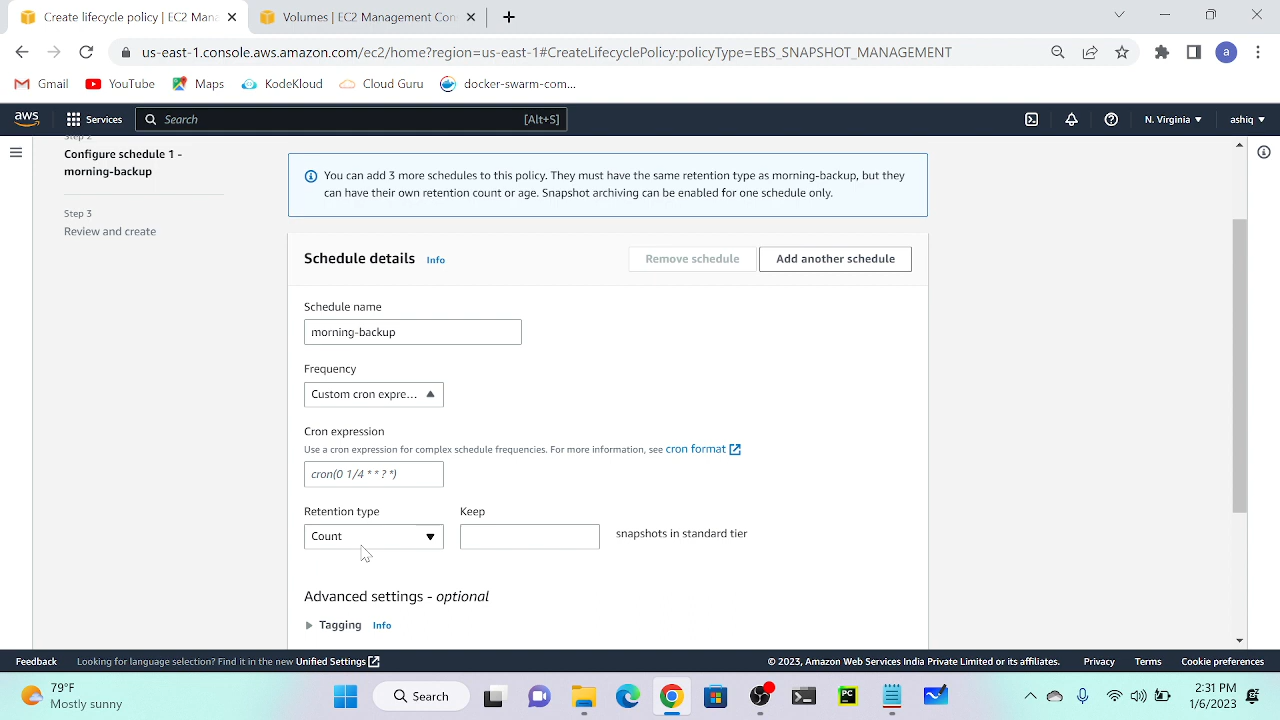 Create lifecycle policy | EC2 Mana
Volumes | EC2 Management Con
us-east-1.console.aws.amazon.com/ec2/home?region=us-east-1#CreateLifecyclePolicy:policyType=EBS_SNAPSHOT_MANAGEMENT
a
Gmail
YouTube
Maps
KodeKloud
Cloud Guru
docker-swarm-com...
aws
Services
Search
[Alt+S]
N. Virginia
ashiq
Step 2
Configure schedule 1 -
morning-backup
Step 3
Review and create
You can add 3 more schedules to this policy. They must have the same retention type as morning-backup, but they
can have their own retention count or age. Snapshot archiving can be enabled for one schedule only.
Schedule details Info
Remove schedule
Add another schedule
Schedule name
morning-backup
Frequency
Custom cron expre...
Cron expression
Use a cron expression for complex schedule frequencies. For more information, see cron format
cron(0 1/4 * * ? *)
Retention type
Keep
Count
snapshots in standard tier
Advanced settings - optional
Tagging Info
Feedback
Looking for language selection? Find it in the new Unified Settings
© 2023, Amazon Web Services India Private Limited or its affiliates.
Privacy
Terms
Cookie preferences
79°F
Mostly sunny
Search
PC
2:31 PM
1/6/2023